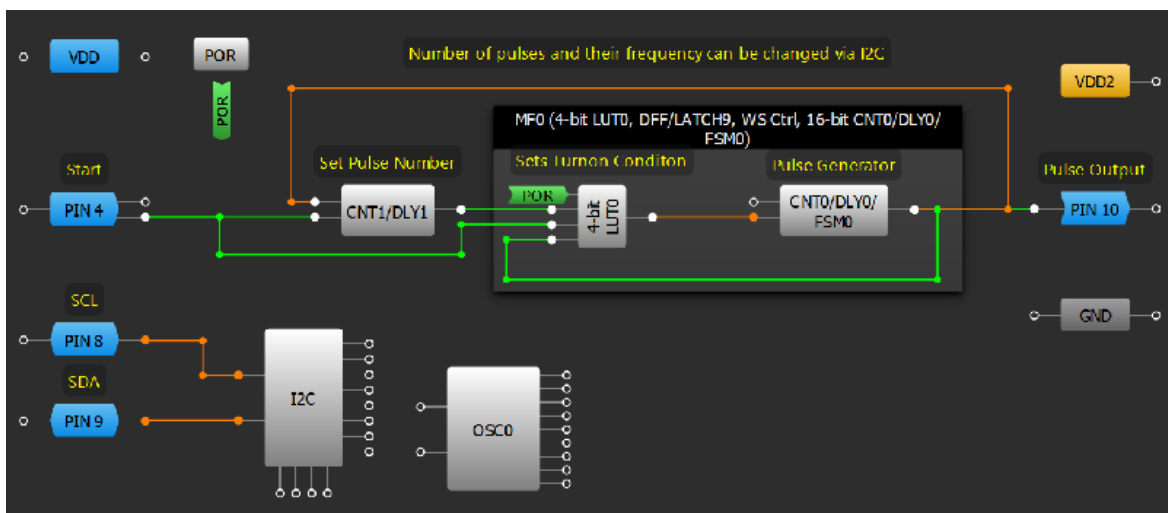 VDD
POR
Number of pulses and their frequency can be changed via I2C
VDD2
POR
MF0 (4-bit LUT0, DFF/LATCH9, WS Ctrl, 16-bit CNT0/DLY0/
FSM0)
Start
Set Pulse Number
Sets Turnon Conditon
Pulse Generator
Pulse Output
PIN 4
CNT1/DLY1
POR
4-bit
LUT0
CNT0/DLY0/
FSM0
PIN 10
SCL
PIN 8
GND
SDA
PIN 9
I2C
OSC0